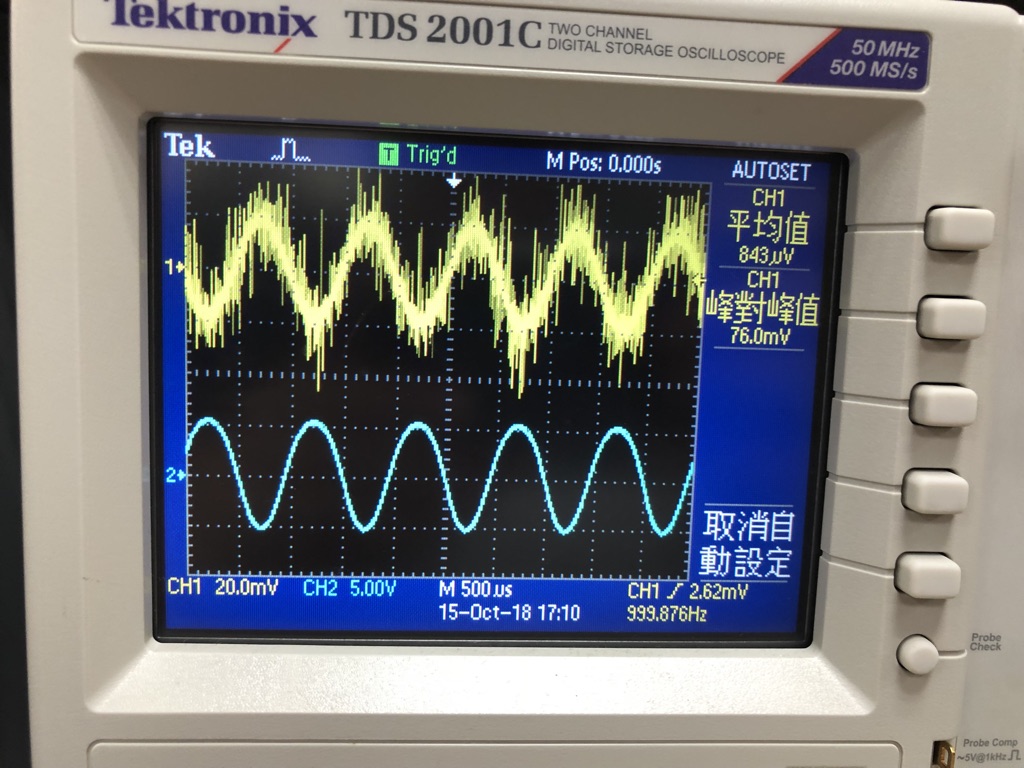 Tektronix TDS 2001C TWO CHANNEL
DIGITAL STORAGE OSCILLOSCOPE
50 MHz
500 MS/s
Tek T Trig'd M Pos: 0.000s AUTOSET
CH1
平均值
843µV
CH1
峰對峰值
76.0mV
1
2
取消自
動設定
CH1 20.0mV CH2 5.00V M 500µs CH1 2.62mV
15-Oct-18 17:10 999.876Hz
Probe
Check
Probe Comp
~5V@1kHz